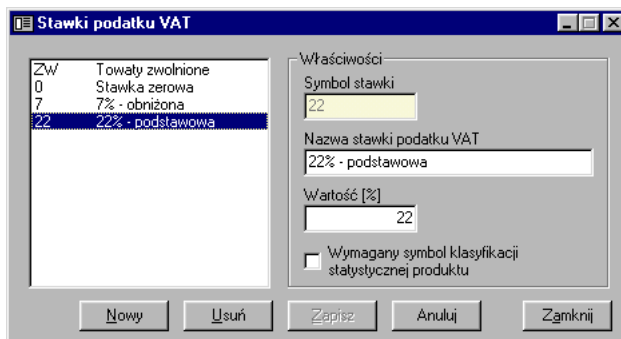 Stawki podatku VAT
ZW Towaty zwolnione
0 Stawka zerowa
7 7% - obniżona
22 22% - podstawowa
Właściwości
Symbol stawki
22
Nazwa stawki podatku VAT
22% - podstawowa
Wartość [%]
22
Wymagany symbol klasyfikacji
statystycznej produktu
Nowy Usuń Zapisz Anuluj Zamknij